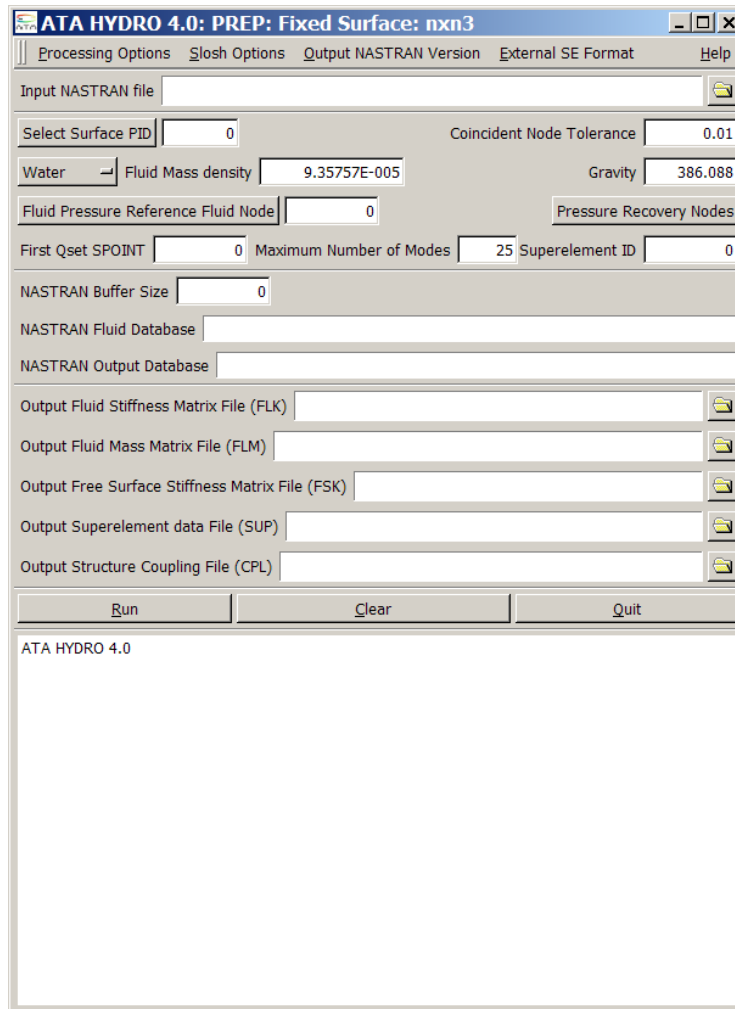 ATA HYDRO 4.0: PREP: Fixed Surface: nxn3
Processing Options Slosh Options Output NASTRAN Version External SE Format Help
Input NASTRAN file
Select Surface PID 0 Coincident Node Tolerance 0.01
Water Fluid Mass density 9.35757E-005 Gravity 386.088
Fluid Pressure Reference Fluid Node 0 Pressure Recovery Nodes
First Qset SPOINT 0 Maximum Number of Modes 25 Superelement ID 0
NASTRAN Buffer Size 0
NASTRAN Fluid Database
NASTRAN Output Database
Output Fluid Stiffness Matrix File (FLK)
Output Fluid Mass Matrix File (FLM)
Output Free Surface Stiffness Matrix File (FSK)
Output Superelement data File (SUP)
Output Structure Coupling File (CPL)
Run Clear Quit
ATA HYDRO 4.0